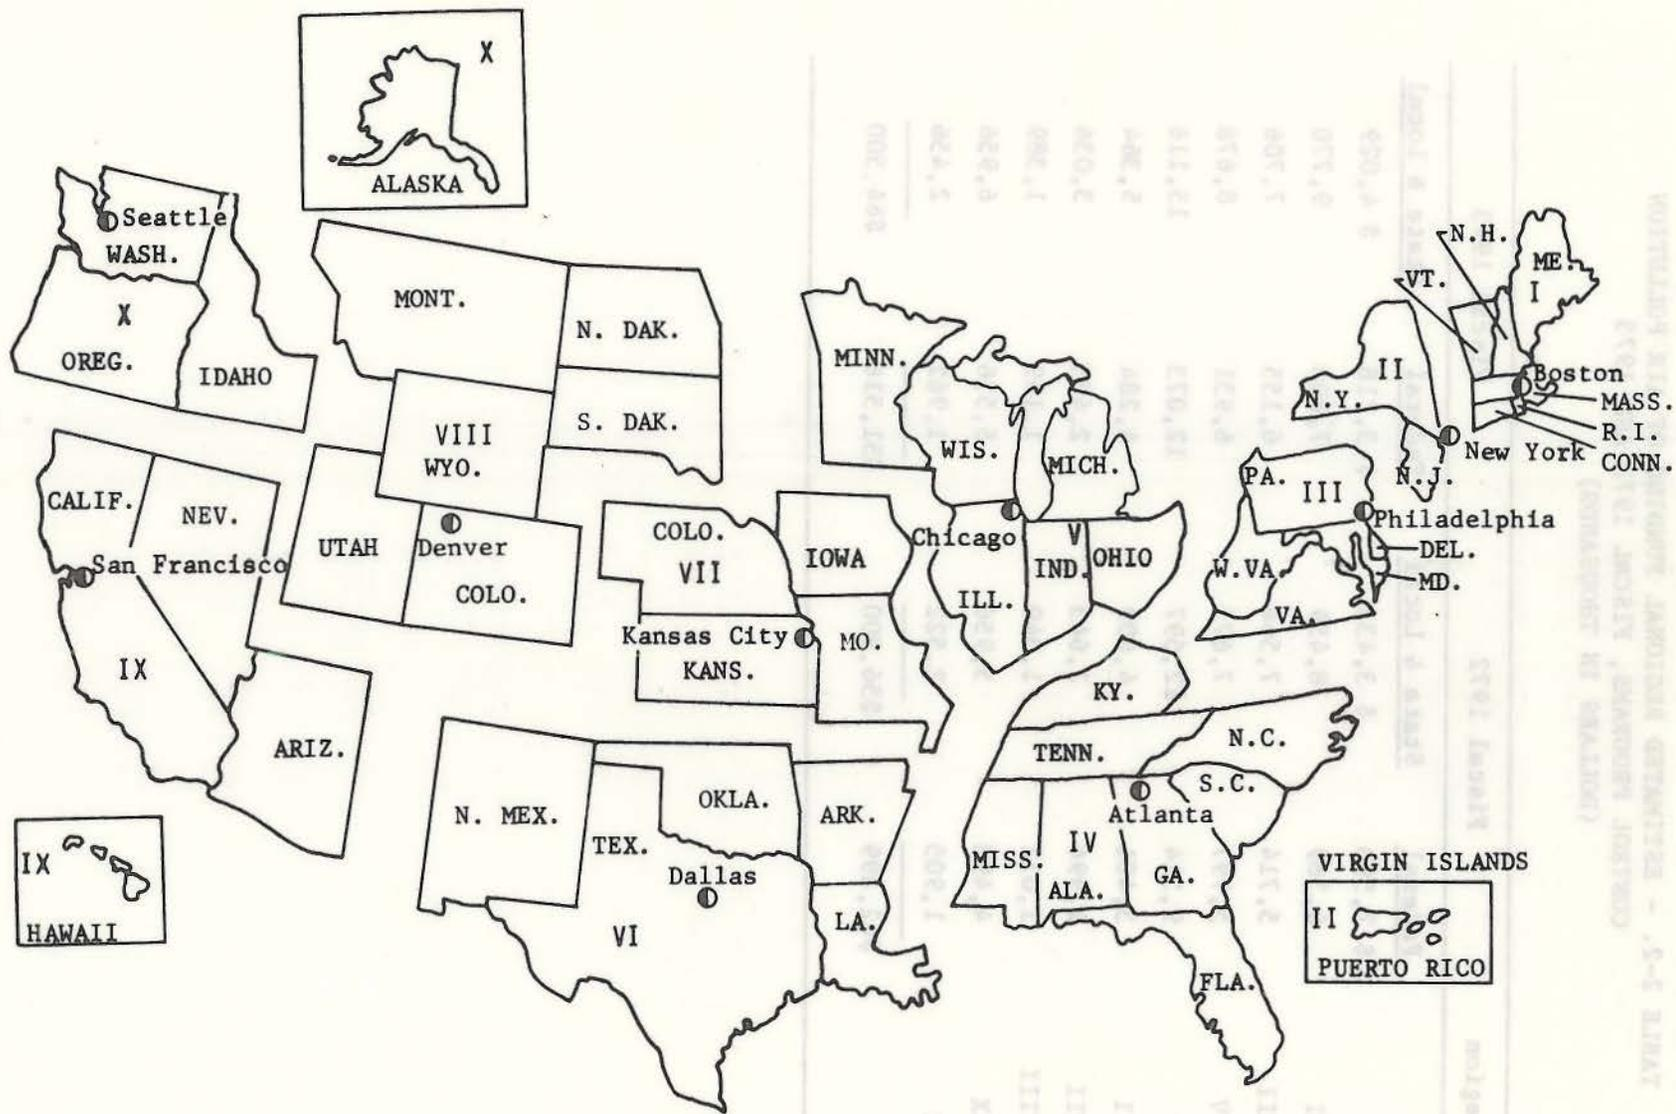 X
ALASKA
Seattle
WASH.
X
OREG.
IDAHO
MONT.
N. DAK.
S. DAK.
VIII
WYO.
UTAH
Denver
COLO.
CALIF.
NEV.
San Francisco
IX
ARIZ.
IX
HAWAII
COLO.
VII
IOWA
Kansas City
KANS.
MO.
N. MEX.
OKLA.
TEX.
ARK.
Dallas
LA.
VI
MINN.
WIS.
MICH.
Chicago
V
IND.
OHIO
ILL.
KY.
TENN.
N.C.
S.C.
Atlanta
MISS.
IV
ALA.
GA.
FLA.
N.H.
VT.
ME.
I
II
N.Y.
Boston
MASS.
R.I.
CONN.
New York
N.J.
PA.
III
Philadelphia
DEL.
MD.
W.VA.
VA.
VIRGIN ISLANDS
II
PUERTO RICO